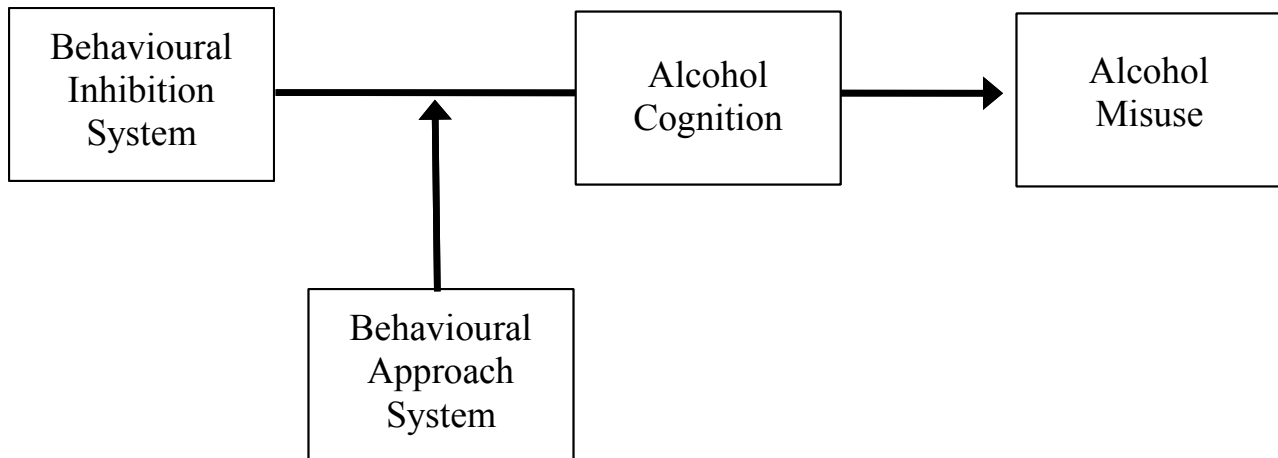 Behavioural
Inhibition
System
Alcohol
Cognition
Alcohol
Misuse
Behavioural
Approach
System